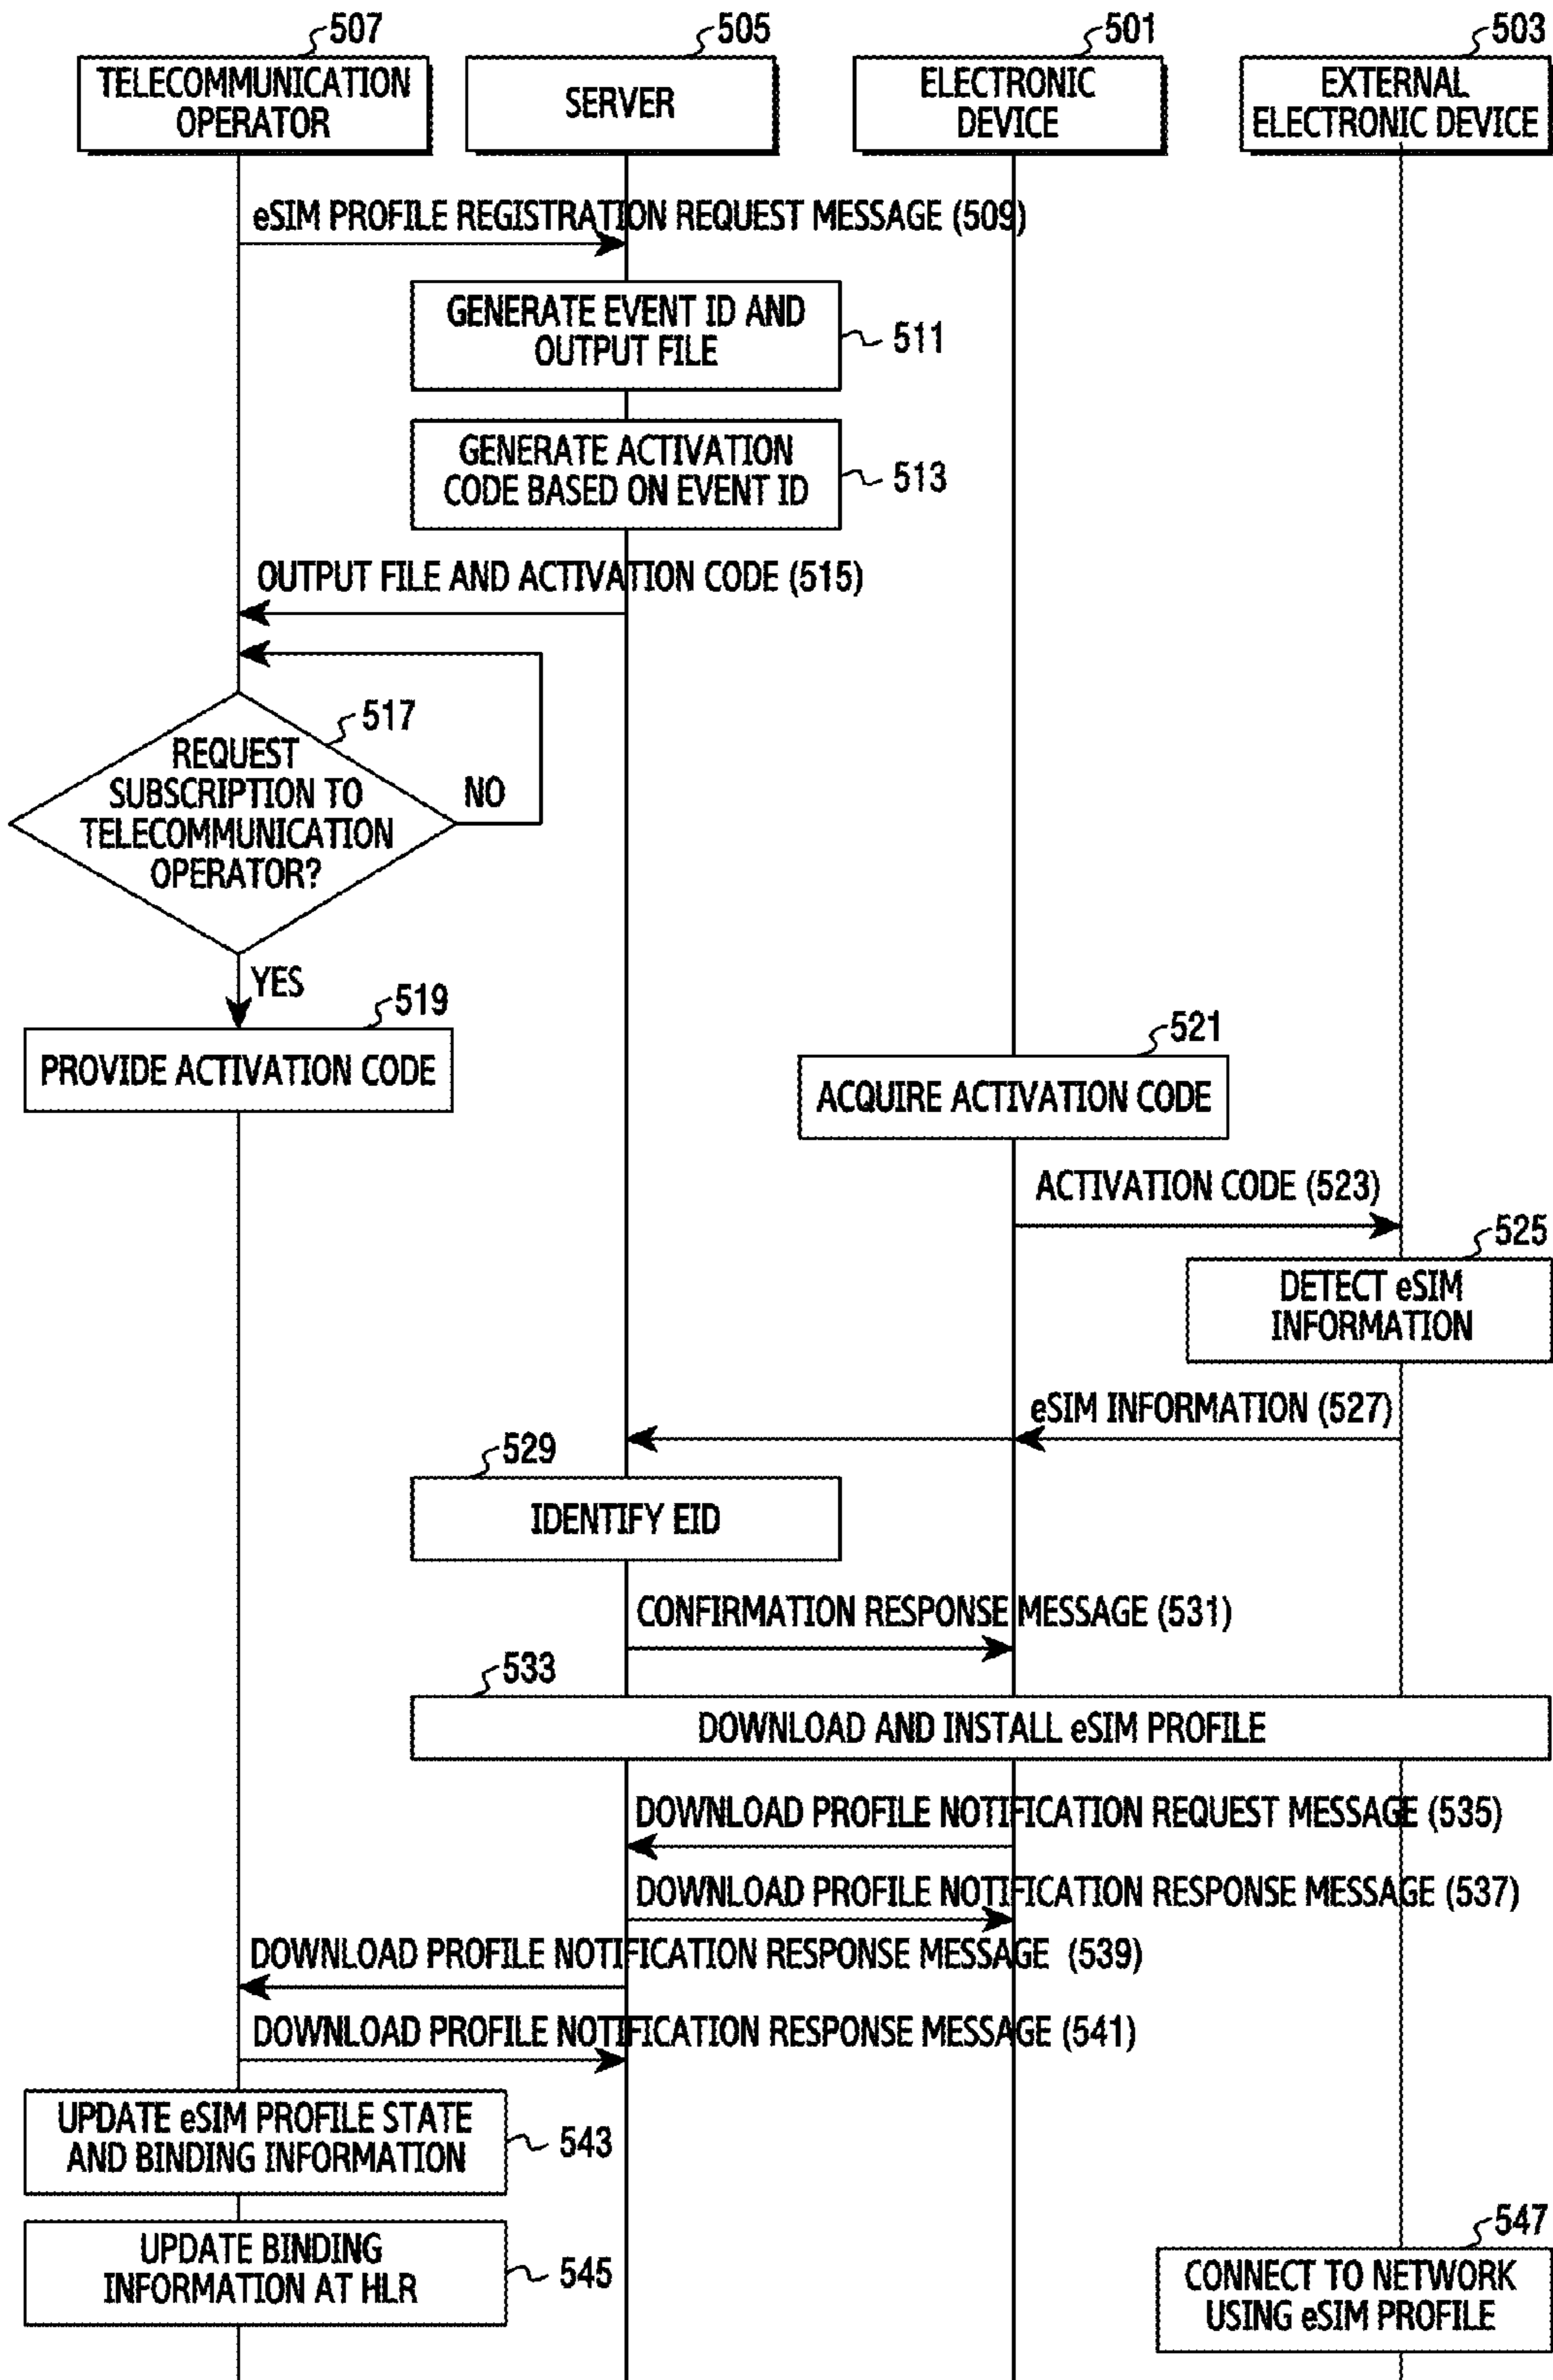 507
505
501
503
TELECOMMUNICATION
OPERATOR
SERVER
ELECTRONIC
DEVICE
EXTERNAL
ELECTRONIC DEVICE
eSIM PROFILE REGISTRATION REQUEST MESSAGE (509)
GENERATE EVENT ID AND
OUTPUT FILE
511
GENERATE ACTIVATION
CODE BASED ON EVENT ID
513
OUTPUT FILE AND ACTIVATION CODE (515)
517
REQUEST
SUBSCRIPTION TO
TELECOMMUNICATION
OPERATOR?
NO
YES
519
PROVIDE ACTIVATION CODE
521
ACQUIRE ACTIVATION CODE
ACTIVATION CODE (523)
525
DETECT eSIM
INFORMATION
eSIM INFORMATION (527)
529
IDENTIFY EID
CONFIRMATION RESPONSE MESSAGE (531)
533
DOWNLOAD AND INSTALL eSIM PROFILE
DOWNLOAD PROFILE NOTIFICATION REQUEST MESSAGE (535)
DOWNLOAD PROFILE NOTIFICATION RESPONSE MESSAGE (537)
DOWNLOAD PROFILE NOTIFICATION RESPONSE MESSAGE (539)
DOWNLOAD PROFILE NOTIFICATION RESPONSE MESSAGE (541)
UPDATE eSIM PROFILE STATE
AND BINDING INFORMATION
543
UPDATE BINDING
INFORMATION AT HLR
545
547
CONNECT TO NETWORK
USING eSIM PROFILE